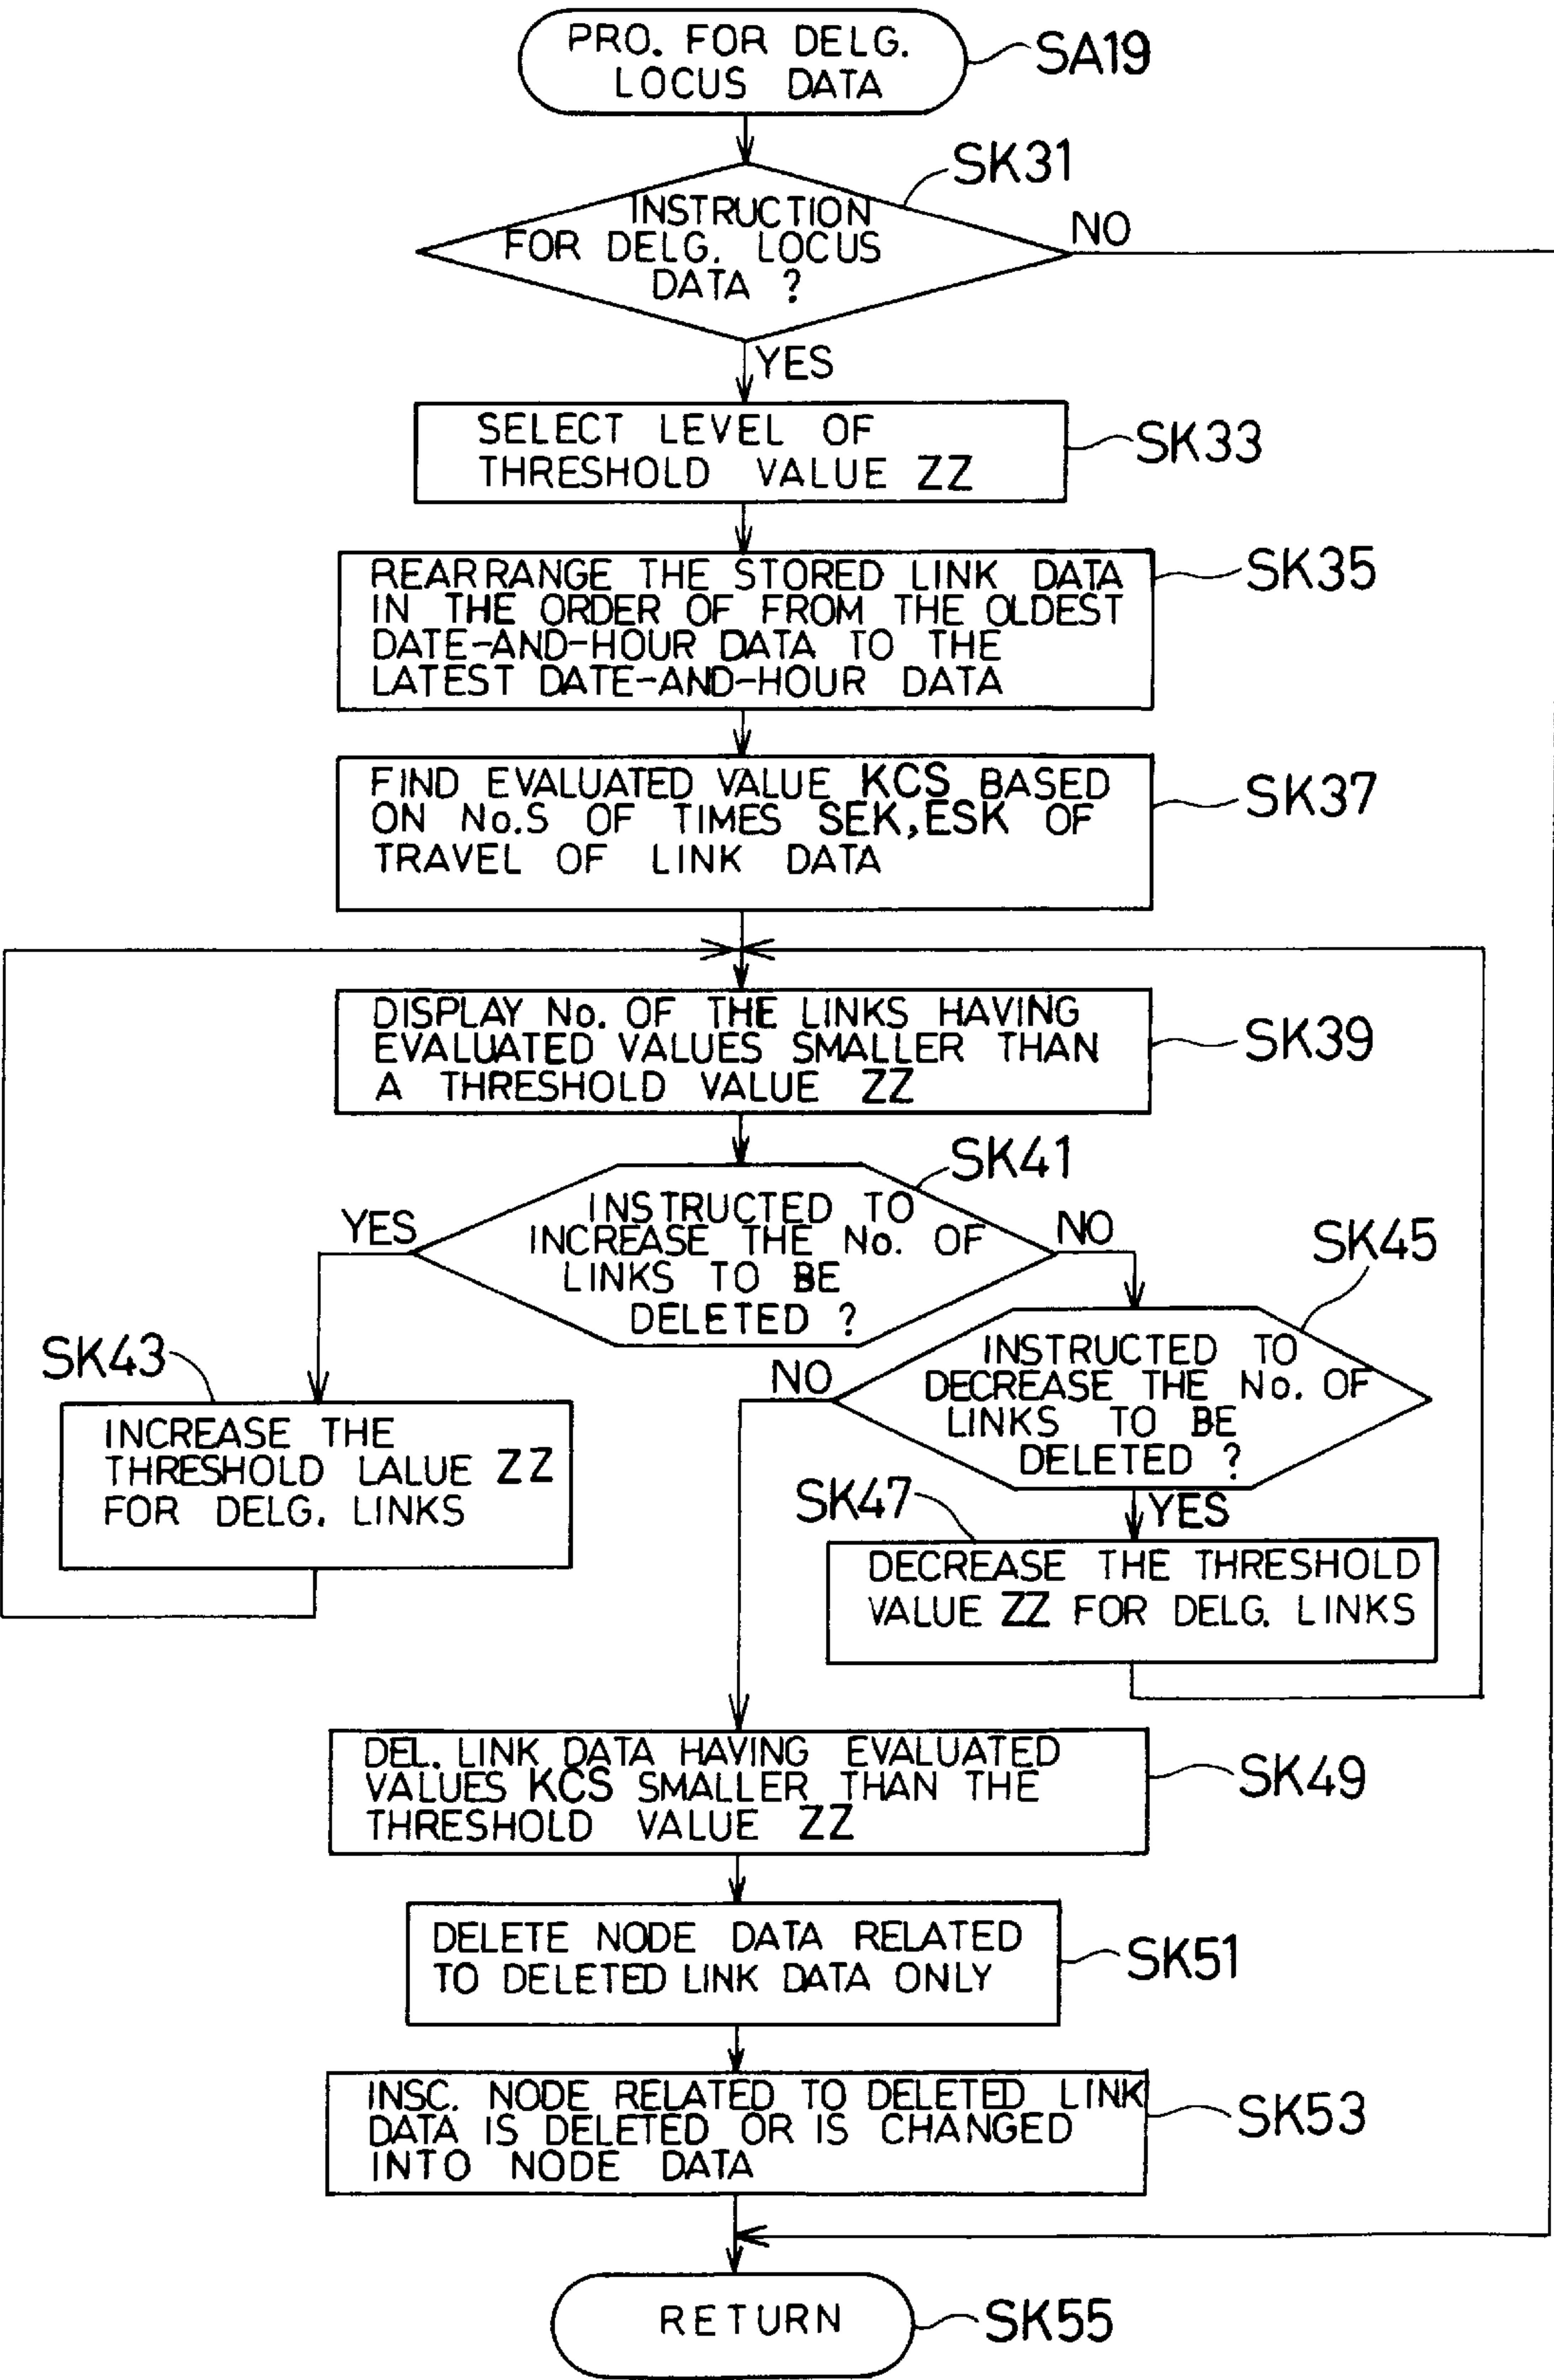 PRO. FOR DELG.
LOCUS DATA
SA19
SK31
INSTRUCTION
FOR DELG. LOCUS
DATA ?
NO
YES
SELECT LEVEL OF
THRESHOLD VALUE ZZ
SK33
REARRANGE THE STORED LINK DATA
IN THE ORDER OF FROM THE OLDEST
DATE-AND-HOUR DATA TO THE
LATEST DATE-AND-HOUR DATA
SK35
FIND EVALUATED VALUE KCS BASED
ON No.S OF TIMES SEK,ESK OF
TRAVEL OF LINK DATA
SK37
DISPLAY No. OF THE LINKS HAVING
EVALUATED VALUES SMALLER THAN
A THRESHOLD VALUE ZZ
SK39
SK41
INSTRUCTED TO
INCREASE THE No. OF
LINKS TO BE
DELETED ?
YES
NO
SK45
SK43
INCREASE THE
THRESHOLD LALUE ZZ
FOR DELG. LINKS
INSTRUCTED TO
DECREASE THE No. OF
LINKS TO BE
DELETED ?
NO
YES
SK47
DECREASE THE THRESHOLD
VALUE ZZ FOR DELG. LINKS
DEL. LINK DATA HAVING EVALUATED
VALUES KCS SMALLER THAN THE
THRESHOLD VALUE ZZ
SK49
DELETE NODE DATA RELATED
TO DELETED LINK DATA ONLY
SK51
INSC. NODE RELATED TO DELETED LINK
DATA IS DELETED OR IS CHANGED
INTO NODE DATA
SK53
RETURN
SK55